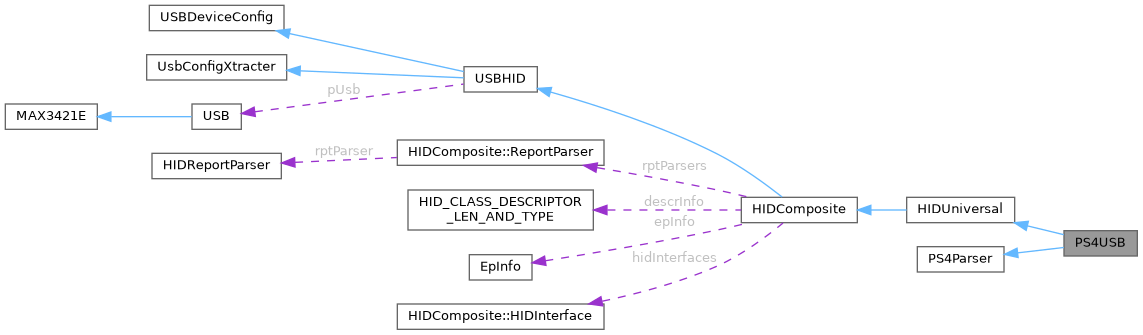 USBDeviceConfig
UsbConfigXtracter
USBHID
pUsb
MAX3421E
USB
HIDComposite::ReportParser
rptParser
HIDReportParser
rptParsers
HID_CLASS_DESCRIPTOR
_LEN_AND_TYPE
descrInfo
HIDComposite
HIDUniversal
epInfo
PS4USB
EpInfo
hidInterfaces
PS4Parser
HIDComposite::HIDInterface